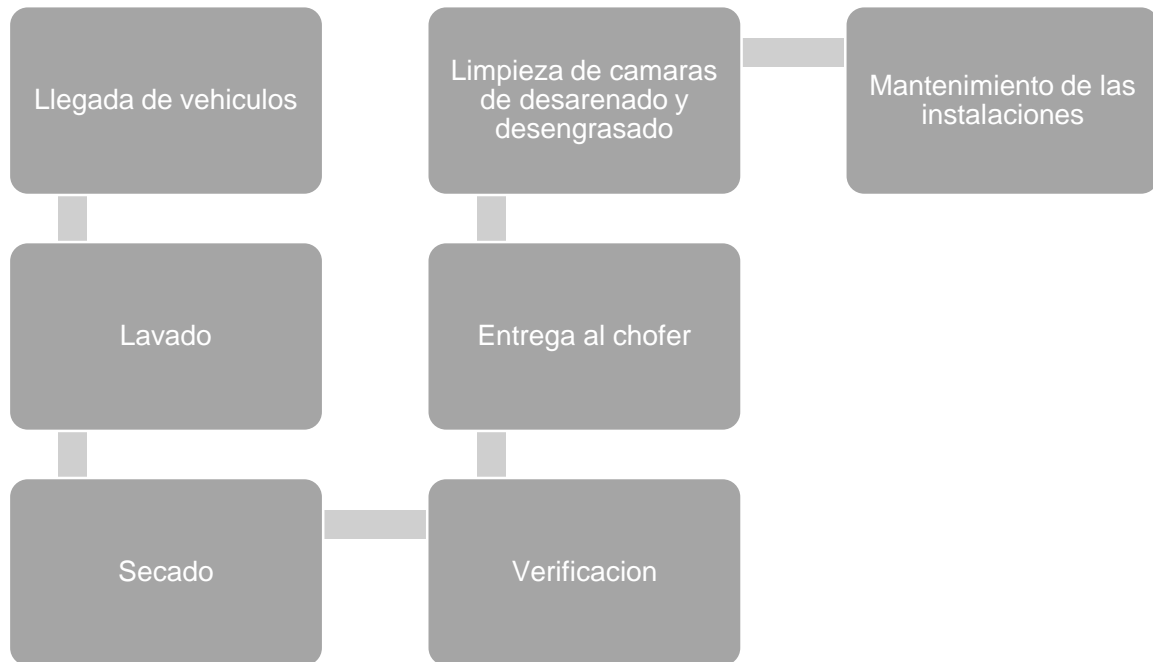 Llegada de vehiculos
Lavado
Secado
Verificacion
Entrega al chofer
Limpieza de camaras
de desarenado y
desengrasado
Mantenimiento de las
instalaciones